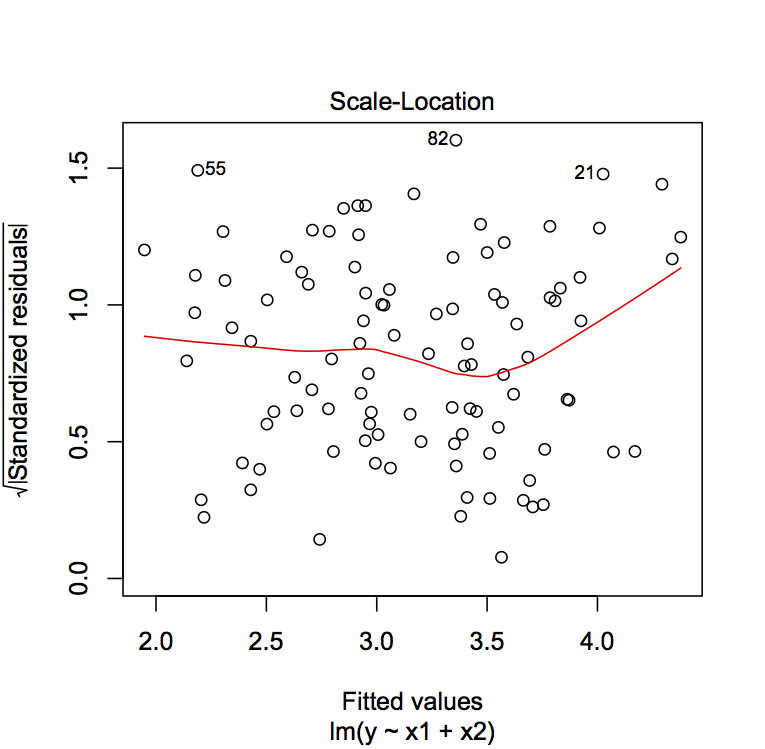 Scale-Location
82
55
21
1.5
1.0
0.5
0.0
√|Standardized residuals|
2.0 2.5 3.0 3.5 4.0
Fitted values
lm(y ~ x1 + x2)